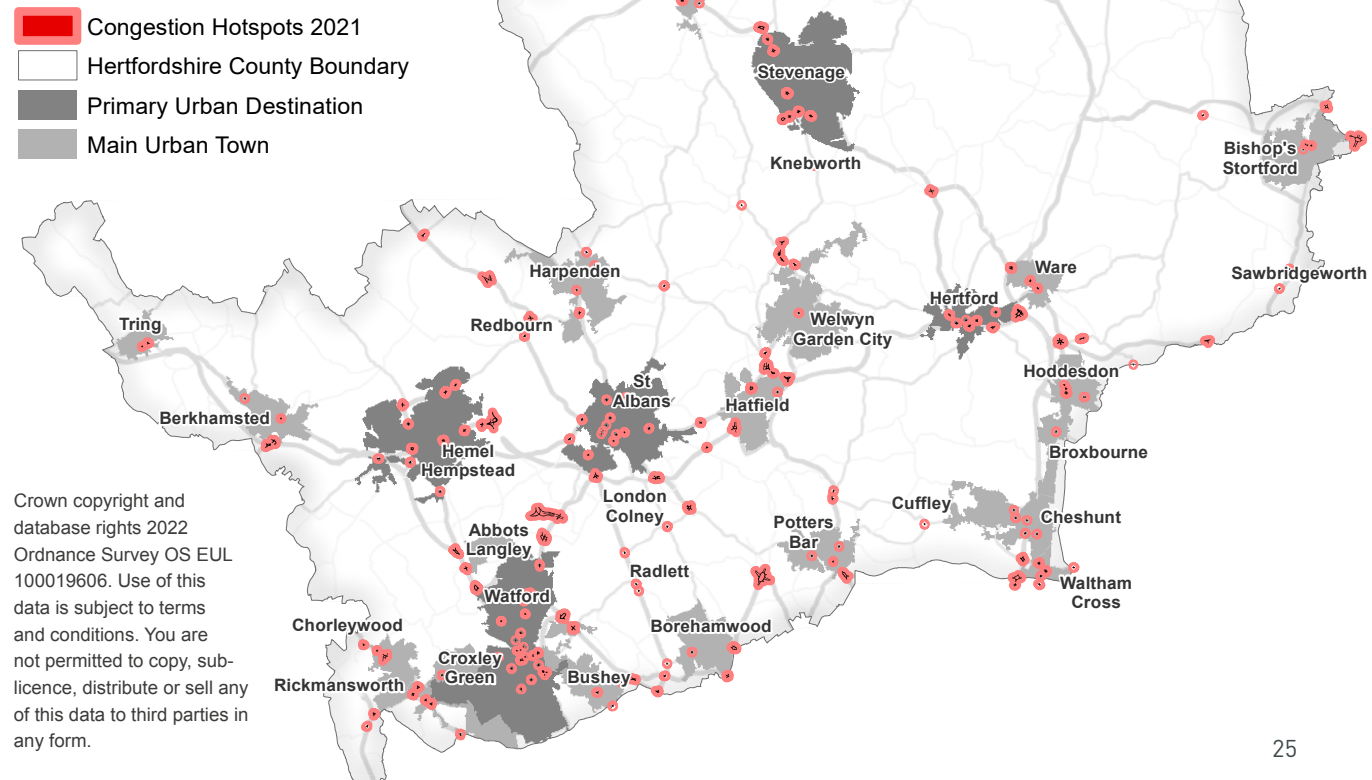 Congestion Hotspots 2021
Hertfordshire County Boundary
Primary Urban Destination
Main Urban Town
Stevenage
Knebworth
Bishop's
Stortford
Sawbridgeworth
Ware
Hertford
Harpenden
Redbourn
Tring
Welwyn
Garden City
Hoddesdon
St
Albans
Hatfield
Berkhamsted
Hemel
Hempstead
Broxbourne
London
Colney
Cuffley
Cheshunt
Potters
Bar
Abbots
Langley
Radlett
Watford
Waltham
Cross
Chorleywood
Borehamwood
Croxley
Green
Rickmansworth
Bushey
Crown copyright and
database rights 2022
Ordnance Survey OS EUL
100019606. Use of this
data is subject to terms
and conditions. You are
not permitted to copy, sub-
licence, distribute or sell any
of this data to third parties in
any form.
25